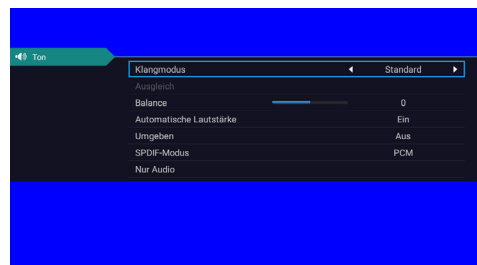 Ton
Klangmodus Standard
Ausgleich
Balance 0
Automatische Lautstärke Ein
Umgeben Aus
SPDIF-Modus PCM
Nur Audio